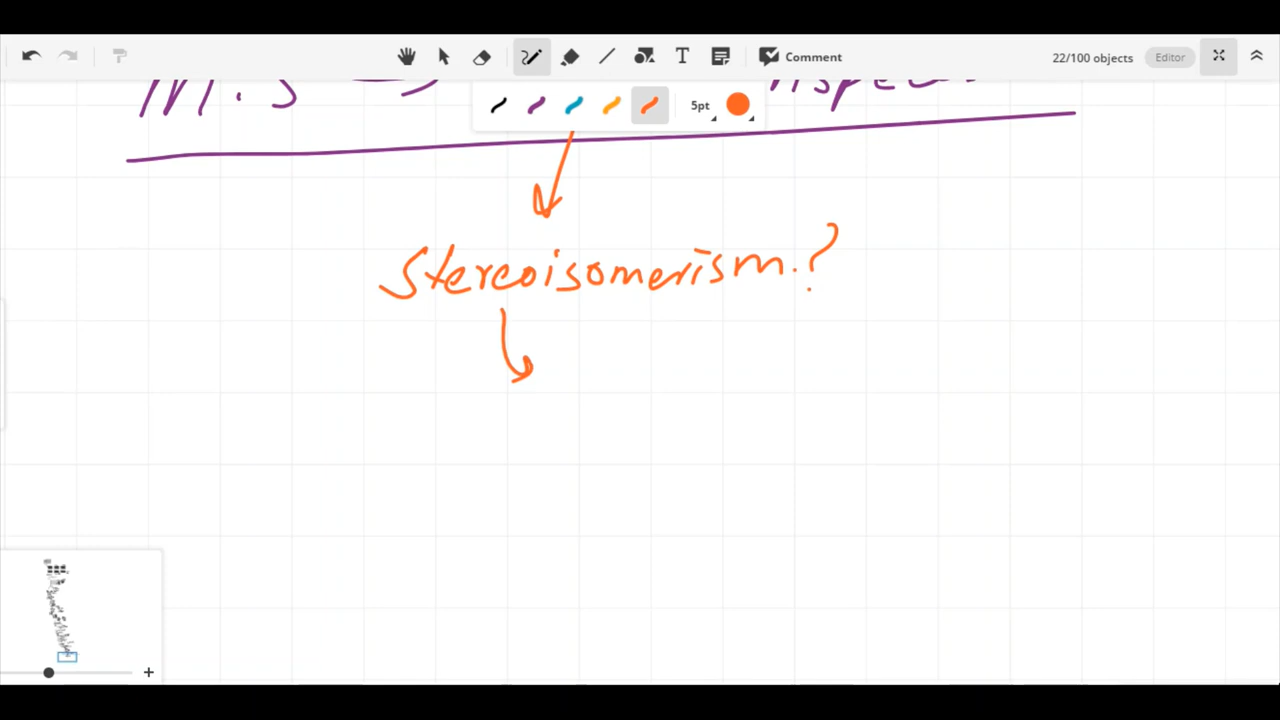 Comment
22/100 objects
Editor
M.S
5pt
Stereoisomerism.?